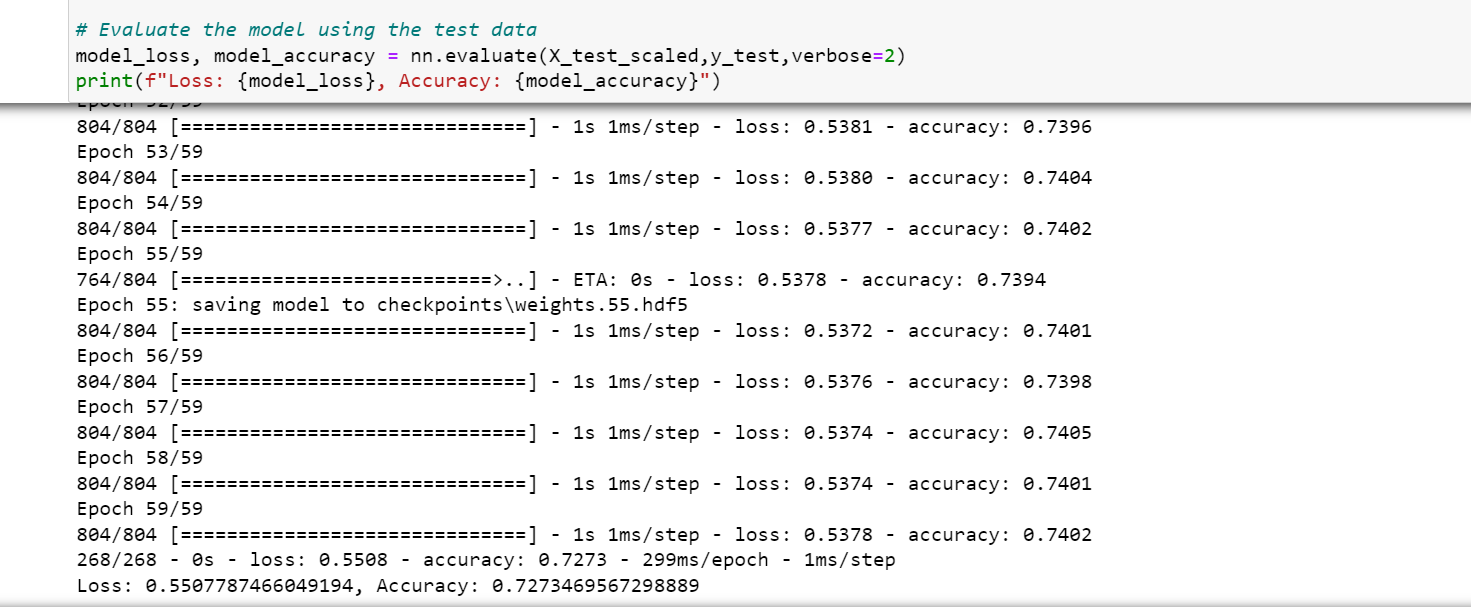 # Evaluate the model using the test data
model_loss, model_accuracy = nn.evaluate(X_test_scaled,y_test,verbose=2)
print(f"Loss: {model_loss}, Accuracy: {model_accuracy}")
Epoch 52/59
804/804 [==============================] - 1s 1ms/step - loss: 0.5381 - accuracy: 0.7396
Epoch 53/59
804/804 [==============================] - 1s 1ms/step - loss: 0.5380 - accuracy: 0.7404
Epoch 54/59
804/804 [==============================] - 1s 1ms/step - loss: 0.5377 - accuracy: 0.7402
Epoch 55/59
764/804 [===========================>..] - ETA: 0s - loss: 0.5378 - accuracy: 0.7394
Epoch 55: saving model to checkpoints\weights.55.hdf5
804/804 [==============================] - 1s 1ms/step - loss: 0.5372 - accuracy: 0.7401
Epoch 56/59
804/804 [==============================] - 1s 1ms/step - loss: 0.5376 - accuracy: 0.7398
Epoch 57/59
804/804 [==============================] - 1s 1ms/step - loss: 0.5374 - accuracy: 0.7405
Epoch 58/59
804/804 [==============================] - 1s 1ms/step - loss: 0.5374 - accuracy: 0.7401
Epoch 59/59
804/804 [==============================] - 1s 1ms/step - loss: 0.5378 - accuracy: 0.7402
268/268 - 0s - loss: 0.5508 - accuracy: 0.7273 - 299ms/epoch - 1ms/step
Loss: 0.5507787466049194, Accuracy: 0.7273469567298889